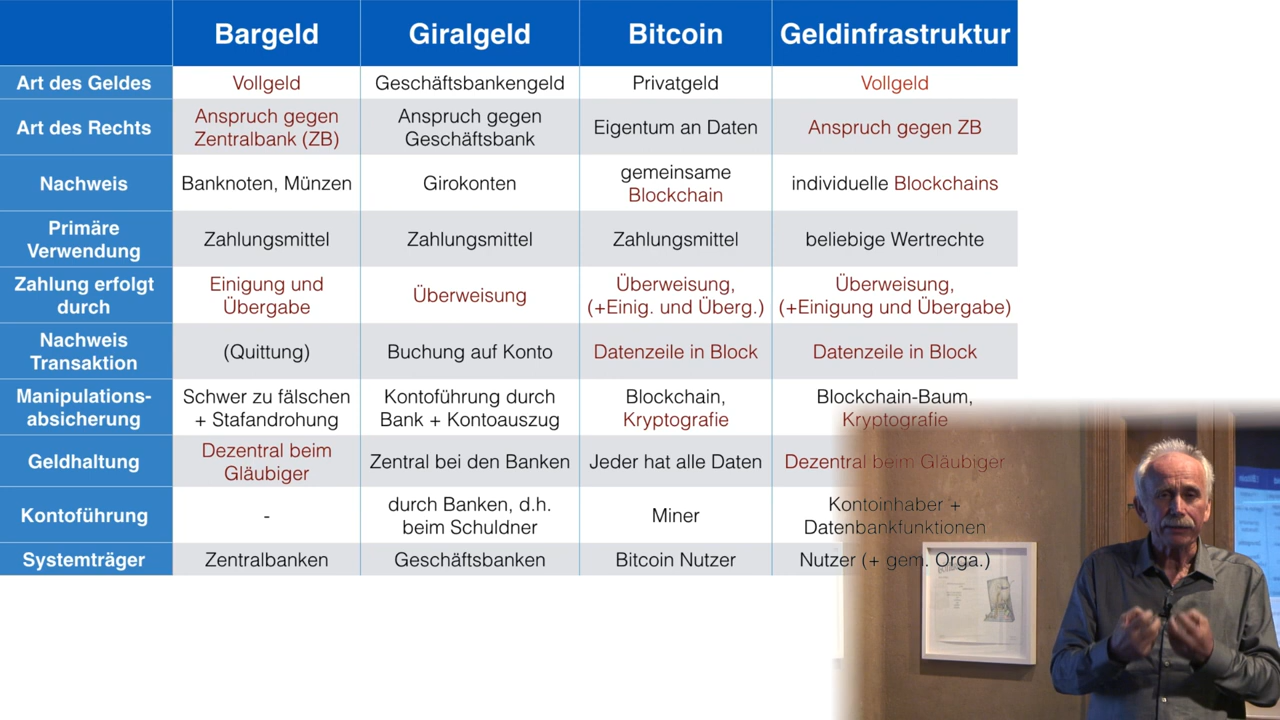 Bargeld Giralgeld Bitcoin Geldinfrastruktur
Art des Geldes Vollgeld Geschäftsbankengeld Privatgeld Vollgeld
Art des Rechts Anspruch gegen Zentralbank (ZB) Anspruch gegen Geschäftsbank Eigentum an Daten Anspruch gegen ZB
Nachweis Banknoten, Münzen Girokonten gemeinsame Blockchain individuelle Blockchains
Primäre Verwendung Zahlungsmittel Zahlungsmittel Zahlungsmittel beliebige Wertrechte
Zahlung erfolgt durch Einigung und Übergabe Überweisung Überweisung, (+Einig. und Überg.) Überweisung, (+Einigung und Übergabe)
Nachweis Transaktion (Quittung) Buchung auf Konto Datenzeile in Block Datenzeile in Block
Manipulations-absicherung Schwer zu fälschen + Stafandrohung Kontoführung durch Bank + Kontoauszug Blockchain, Kryptografie Blockchain-Baum, Kryptografie
Geldhaltung Dezentral beim Gläubiger Zentral bei den Banken Jeder hat alle Daten Dezentral beim Gläubiger
Kontoführung - durch Banken, d.h. beim Schuldner Miner Kontoinhaber + Datenbankfunktionen
Systemträger Zentralbanken Geschäftsbanken Bitcoin Nutzer Nutzer (+ gem. Orga.)